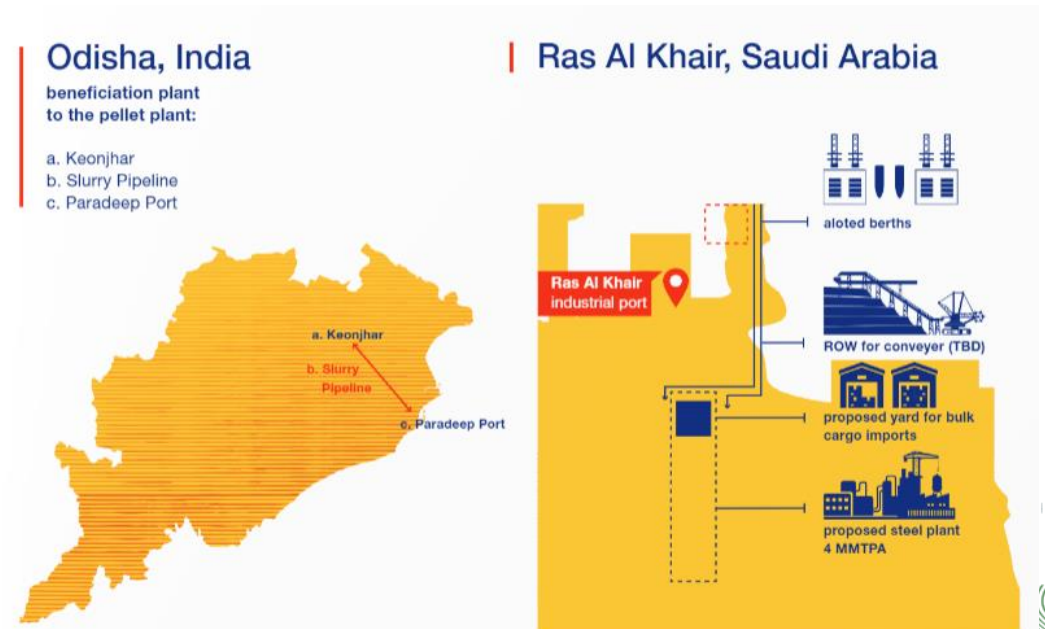 Odisha, India
beneficiation plant
to the pellet plant:
a. Keonjhar
b. Slurry Pipeline
c. Paradeep Port
a. Keonjhar
b. Slurry
Pipeline
c. Paradeep Port
Ras Al Khair, Saudi Arabia
aloted berths
Ras Al Khair
industrial port
ROW for conveyer (TBD)
proposed yard for bulk
cargo imports
proposed steel plant
4 MMTPA